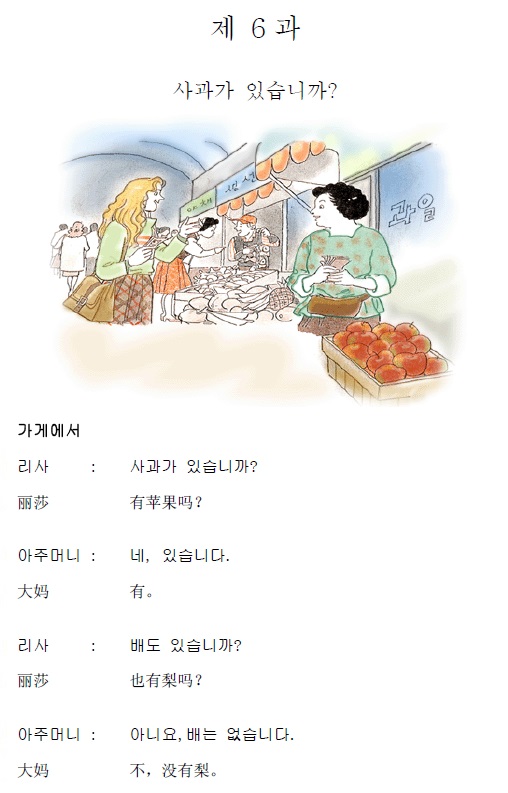 제 6 과
사과가 있습니까?
생선
과일
가게에서
리사 : 사과가 있습니까?
丽莎 有苹果吗？
아주머니 : 네, 있습니다.
大妈 有。
리사 : 배도 있습니까?
丽莎 也有梨吗？
아주머니 : 아니요,배는 없습니다.
大妈 不，没有梨。